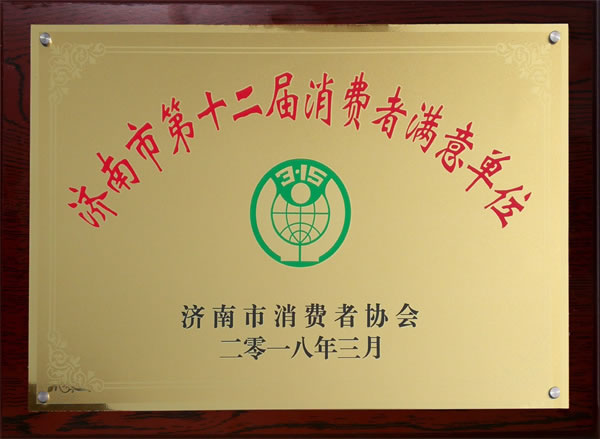 济南市第十二届消费者满意单位
3·15
济南市消费者协会
二零一八年三月